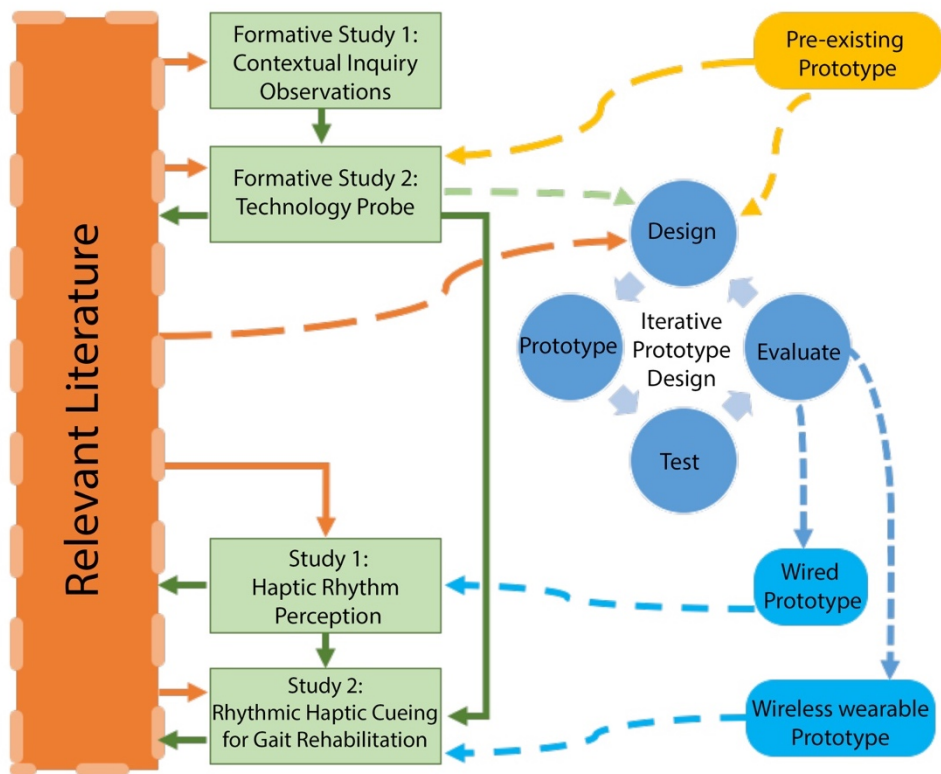 Relevant Literature
Formative Study 1:
Contextual Inquiry
Observations
Pre-existing
Prototype
Formative Study 2:
Technology Probe
Design
Prototype
Iterative
Prototype
Design
Evaluate
Test
Study 1:
Haptic Rhythm
Perception
Wired
Prototype
Study 2:
Rhythmic Haptic Cueing
for Gait Rehabilitation
Wireless wearable
Prototype